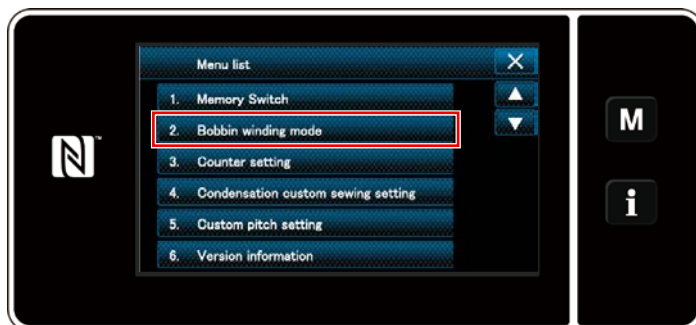 Menu list
1. Memory Switch
2. Bobbin winding mode
3. Counter setting
4. Condensation custom sewing setting
5. Custom pitch setting
6. Version information
M
i
N